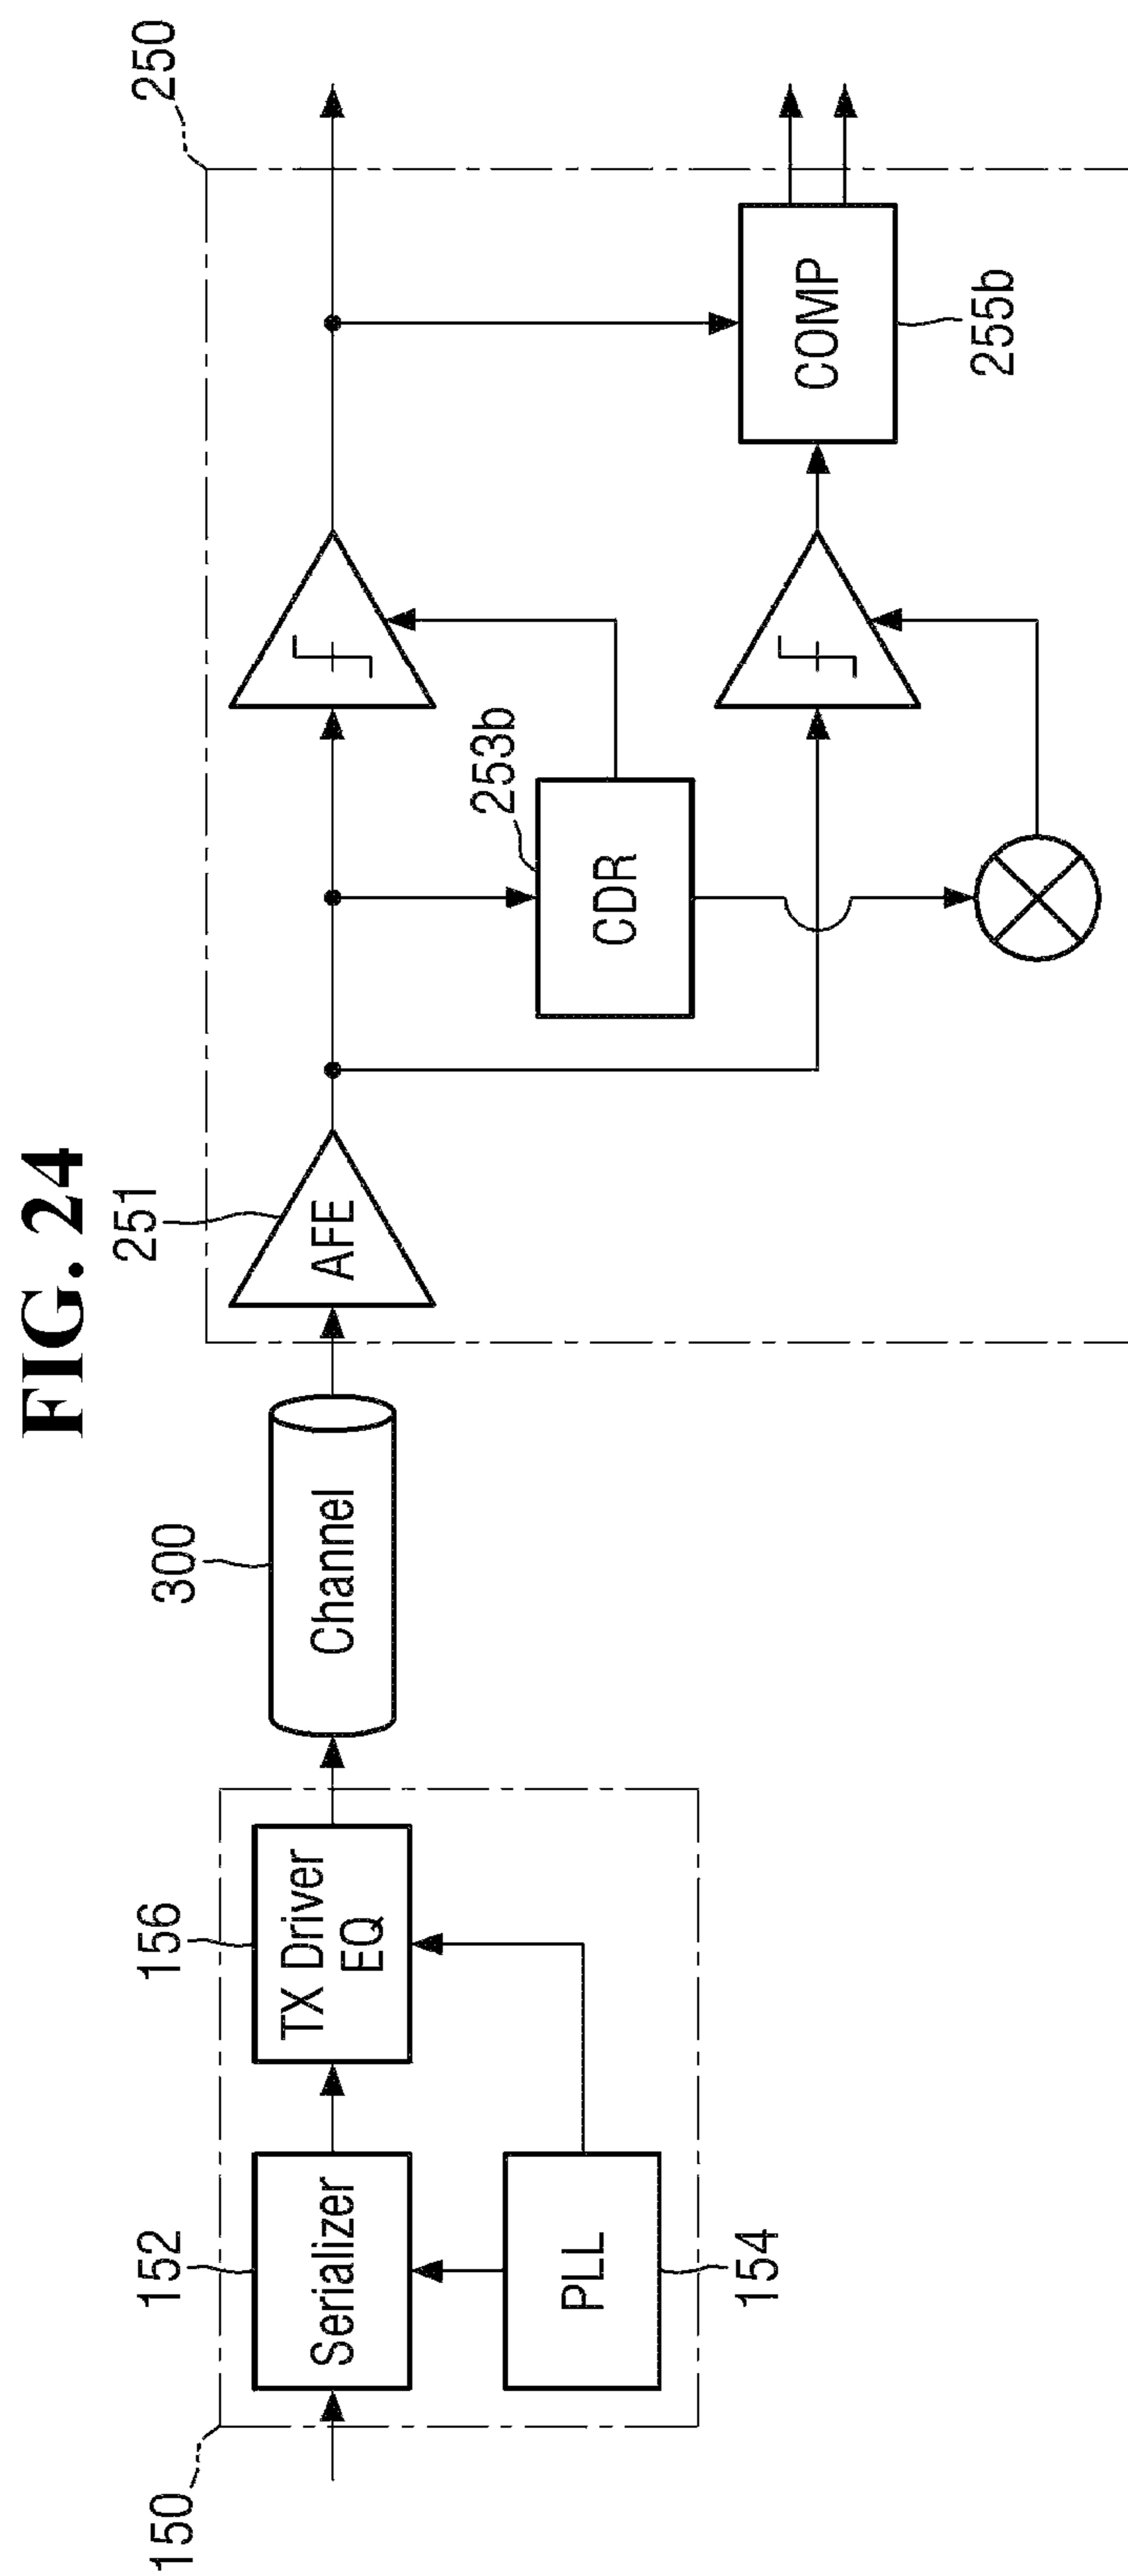 FIG. 24
150
152
Serializer
PLL
154
156
TX Driver
EQ
300
Channel
250
251
AFE
253b
CDR
COMP
255b